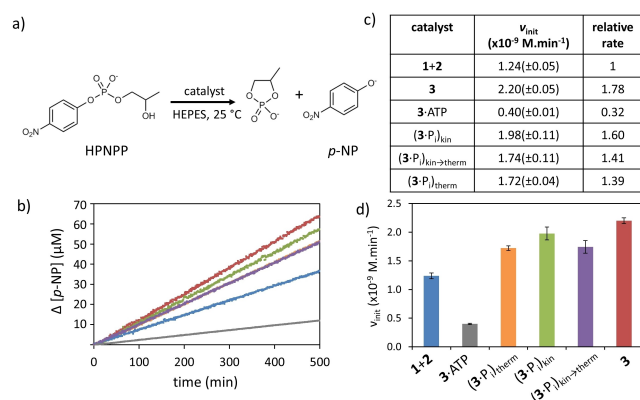 a)
O
O⁻
P
O
O
OH
O₂N
HPNPP
catalyst
HEPES, 25 °C
O
O
P
O
O⁻
+
O⁻
O₂N
p-NP
b)
Δ [p-NP] (μM)
70
60
50
40
30
20
10
0
100
200
300
400
500
time (min)
c)
catalyst
v_init
(x10⁻⁹ M.min⁻¹)
relative
rate
1+2 1.24(±0.05) 1
3 2.20(±0.05) 1.78
3·ATP 0.40(±0.01) 0.32
(3·Pᵢ)kin 1.98(±0.11) 1.60
(3·Pᵢ)kin→therm 1.74(±0.11) 1.41
(3·Pᵢ)therm 1.72(±0.04) 1.39
d)
v_init (x10⁻⁹ M.min⁻¹)
2.5
2.0
1.5
1.0
0.5
0.0
1+2
3·ATP
(3·Pᵢ)therm
(3·Pᵢ)kin
(3·Pᵢ)kin→therm
3